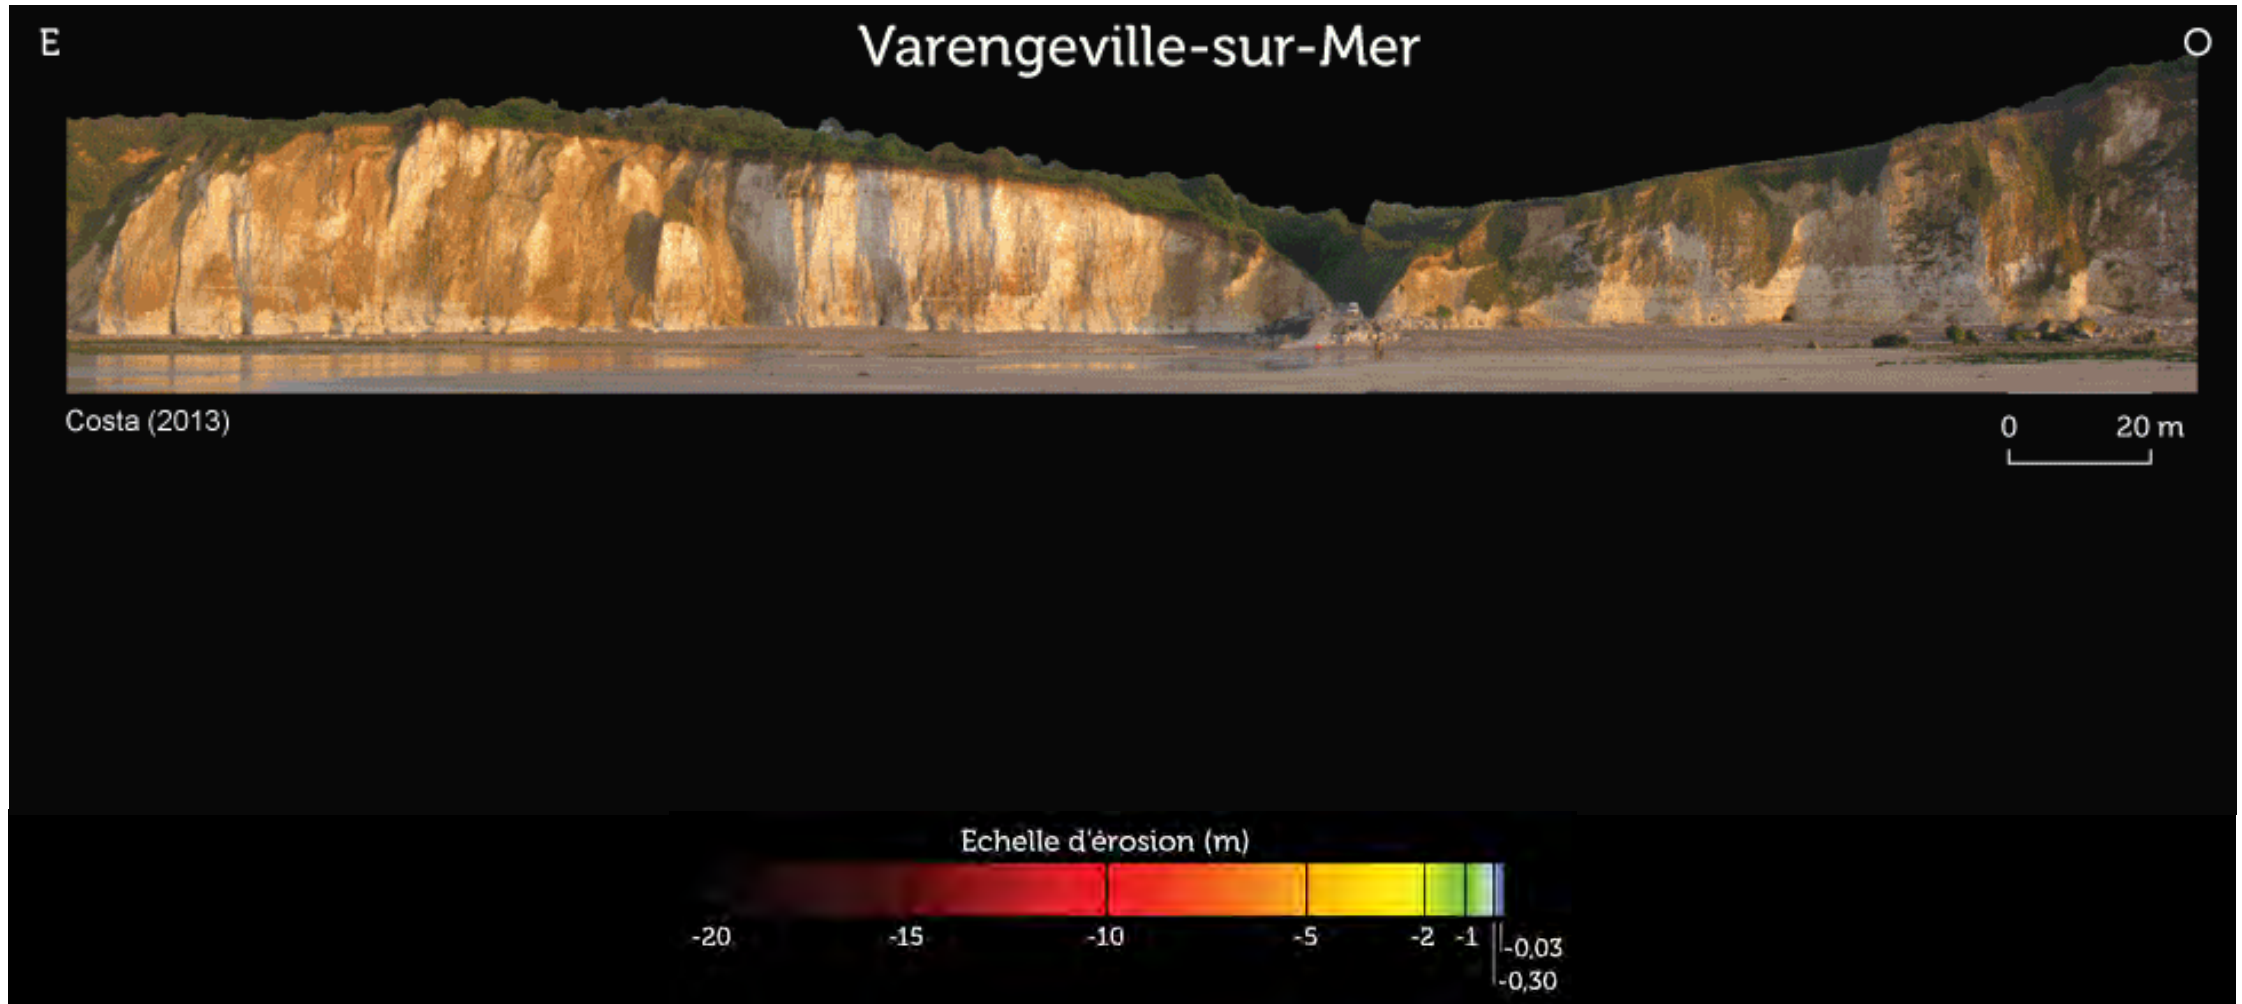 E
Varengeville-sur-Mer
O
Costa (2013)
0 20 m
Echelle d'érosion (m)
-20 -15 -10 -5 -2 -1
-0,03
-0,30